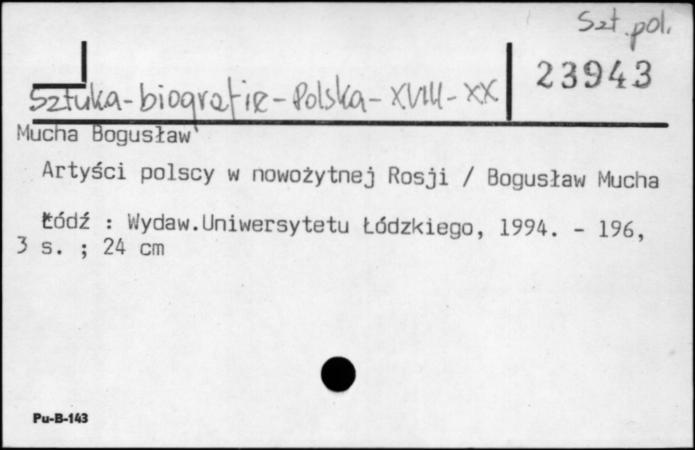 Szt. pol.
23943
Sztuka-biografie-Polska-XVIII-XX
Mucha Bogusław
Artyści polscy w nowożytnej Rosji / Bogusław Mucha
Łódź : Wydaw.Uniwersytetu Łódzkiego, 1994. - 196,
3 s. ; 24 cm
Pu-B-143